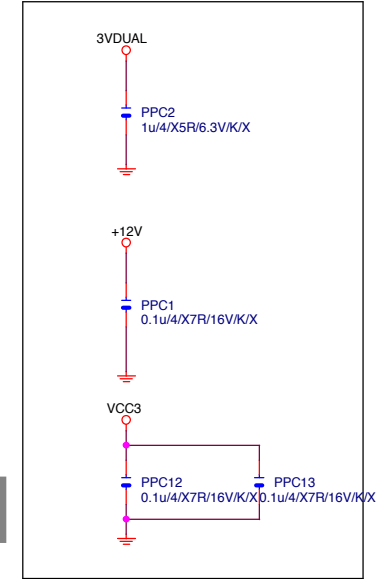 3VDUAL
PPC2
1u/4/X5R/6.3V/K/X
+12V
PPC1
0.1u/4/X7R/16V/K/X
VCC3
PPC12
0.1u/4/X7R/16V/K/X
PPC13
0.1u/4/X7R/16V/K/X